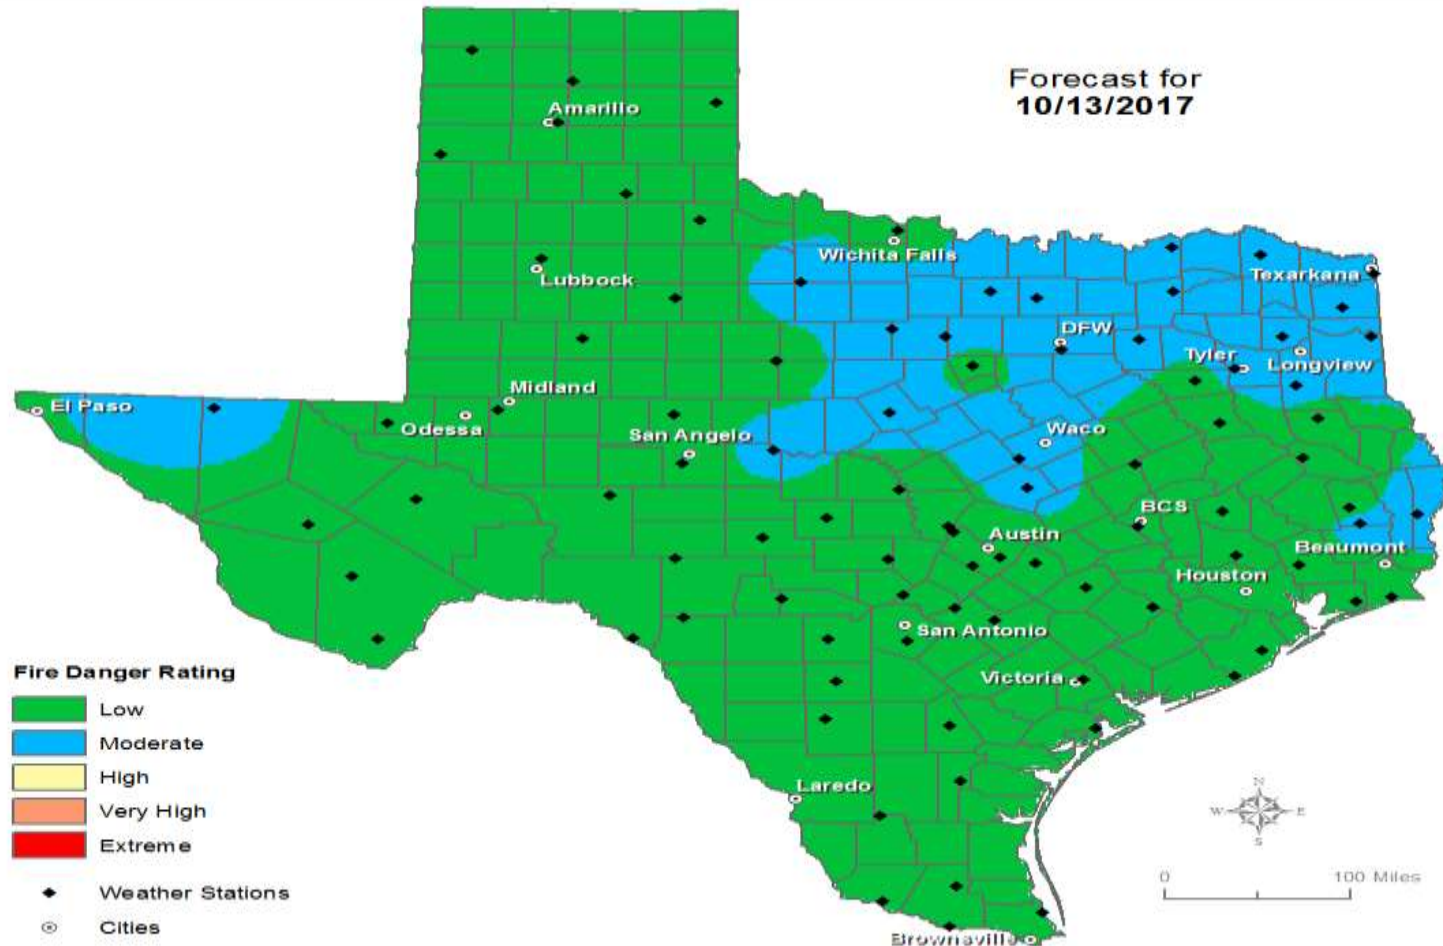 Forecast for
10/13/2017
Amarillo
Wichita Falls
Lubbock
Texarkana
DFW
Tyler
Longview
Midland
El Paso
Odessa
San Angelo
Waco
BCS
Austin
Beaumont
Houston
San Antonio
Victoria
Laredo
Brownsville
Fire Danger Rating
Low
Moderate
High
Very High
Extreme
Weather Stations
Cities
N
W E
S
0 100 Miles